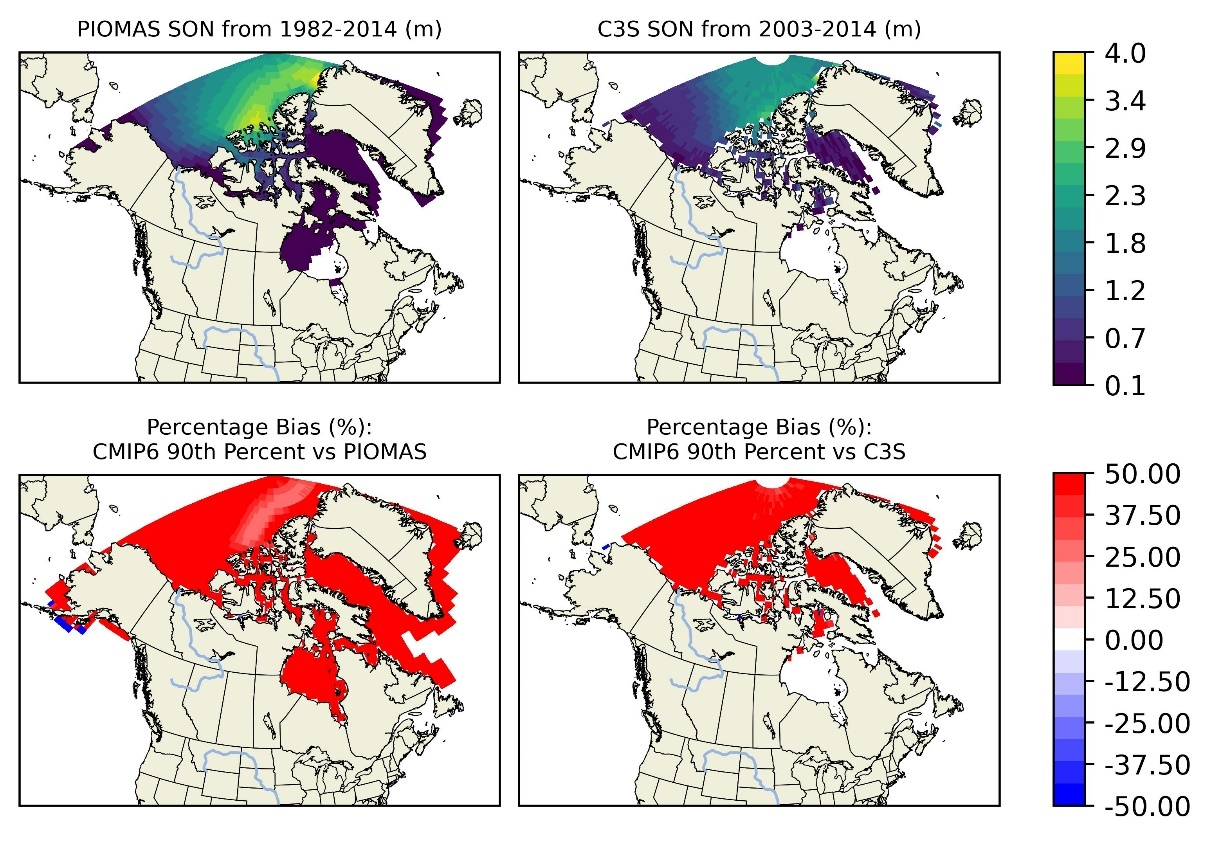 PIOMAS SON from 1982-2014 (m)
C3S SON from 2003-2014 (m)
4.0
3.4
2.9
2.3
1.8
1.2
0.7
0.1
Percentage Bias (%):
CMIP6 90th Percent vs PIOMAS
Percentage Bias (%):
CMIP6 90th Percent vs C3S
50.00
37.50
25.00
12.50
0.00
-12.50
-25.00
-37.50
-50.00